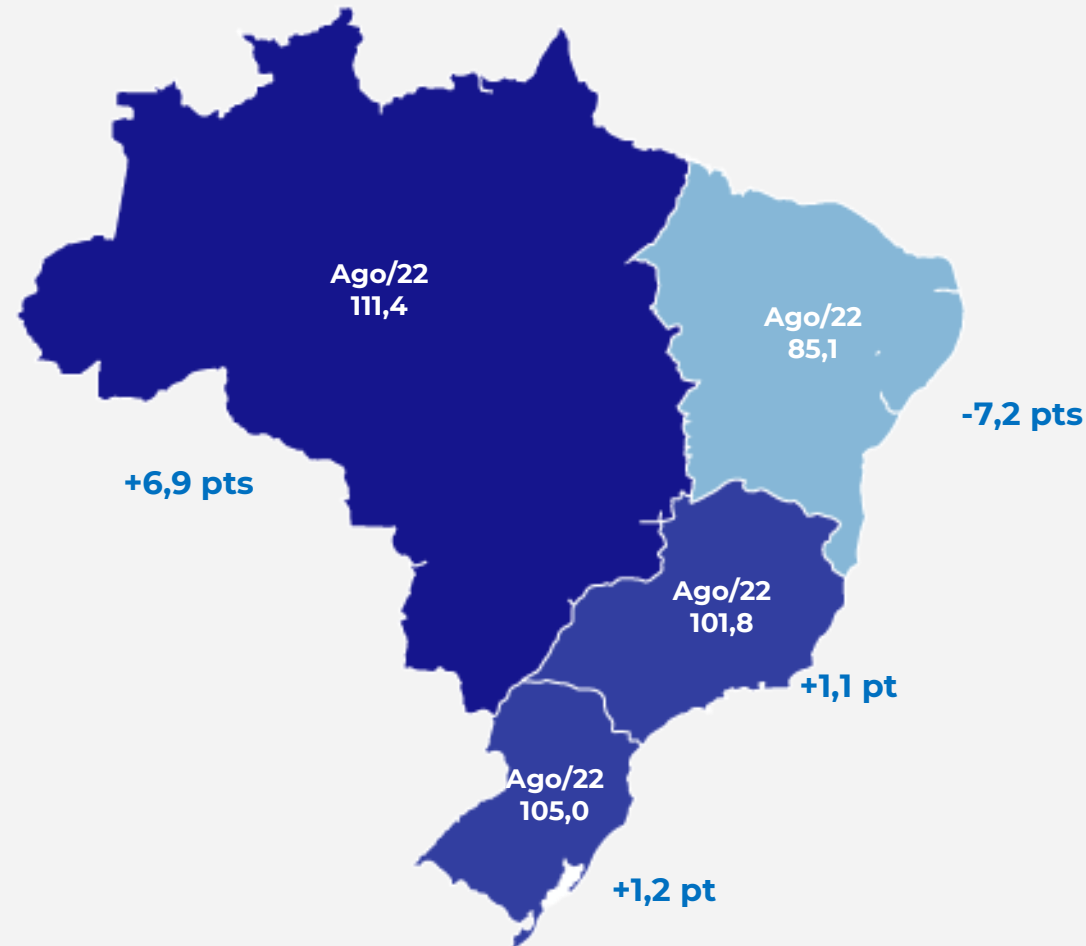 Ago/22
111,4
Ago/22
85,1
-7,2 pts
+6,9 pts
Ago/22
101,8
+1,1 pt
Ago/22
105,0
+1,2 pt